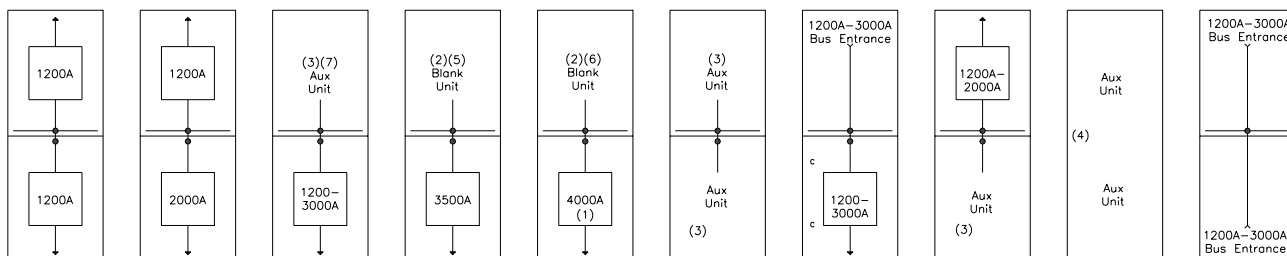 1200A
1200A
1200A
2000A
(3)(7)
Aux
Unit
1200-
3000A
(2)(5)
Blank
Unit
3500A
(2)(6)
Blank
Unit
4000A
(1)
(3)
Aux
Unit
Aux
Unit
(3)
1200A-3000A
Bus Entrance
c
1200-
3000A
c
1200A-
2000A
Aux
Unit
(3)
Aux
Unit
(4)
Aux
Unit
1200A-3000A
Bus Entrance
1200A-3000A
Bus Entrance